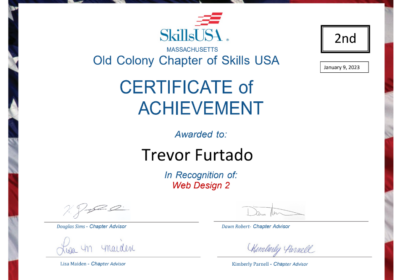 SkillsUSA
MASSACHUSETTS
Old Colony Chapter of Skills USA
2nd
January 9, 2023
CERTIFICATE of
ACHIEVEMENT
Awarded to:
Trevor Furtado
In Recognition of:
Web Design 2
Douglas Sims - Chapter Advisor
Dawn Robert- Chapter Advisor
Lisa M Maiden
Kimberly Parnell
Lisa Maiden - Chapter Advisor
Kimberly Parnell - Chapter Advisor